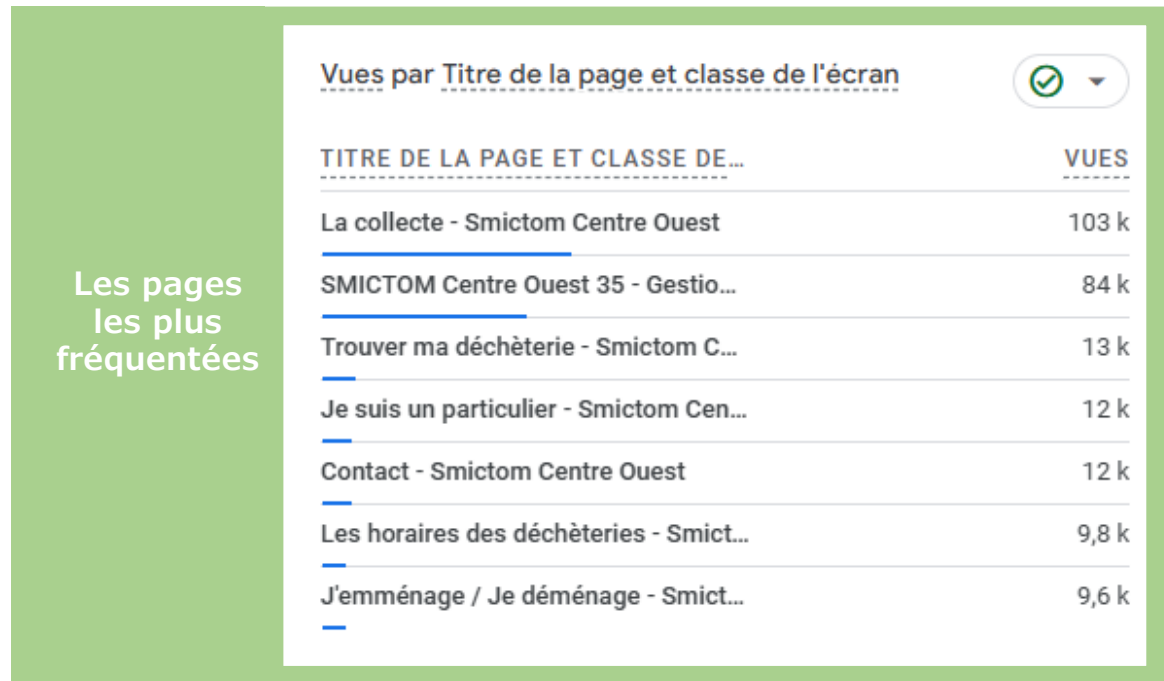 Les pages
les plus
fréquentées
Vues par Titre de la page et classe de l'écran
TITRE DE LA PAGE ET CLASSE DE… VUES
La collecte - Smictom Centre Ouest 103 k
SMICTOM Centre Ouest 35 - Gestio… 84 k
Trouver ma déchèterie - Smictom C… 13 k
Je suis un particulier - Smictom Cen… 12 k
Contact - Smictom Centre Ouest 12 k
Les horaires des déchèteries - Smict… 9,8 k
J'emménage / Je déménage - Smict… 9,6 k